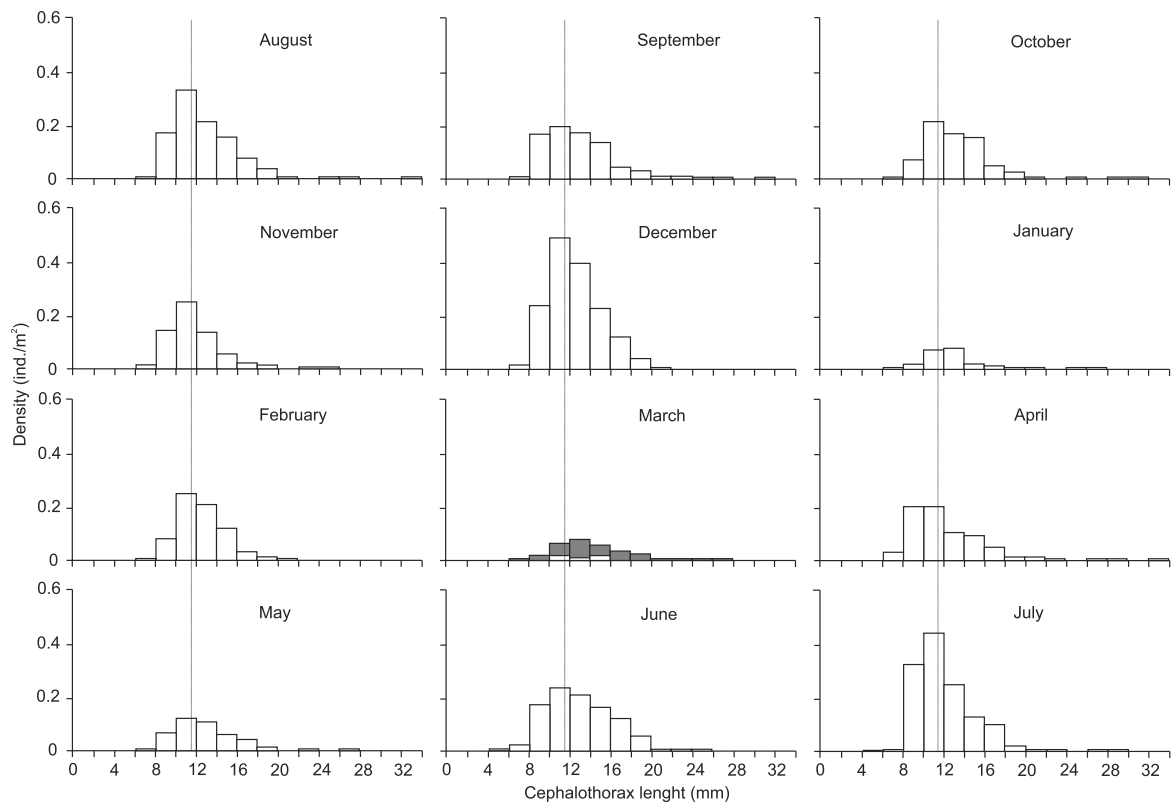 0.6
0.4
0.2
0
August
September
October
0.6
0.4
0.2
0
November
December
January
Density (ind./m²)
0.6
0.4
0.2
0
February
March
April
0.6
0.4
0.2
0
May
June
July
0 4 8 12 16 20 24 28 32
0 4 8 12 16 20 24 28 32
0 4 8 12 16 20 24 28 32
Cephalothorax lenght (mm)